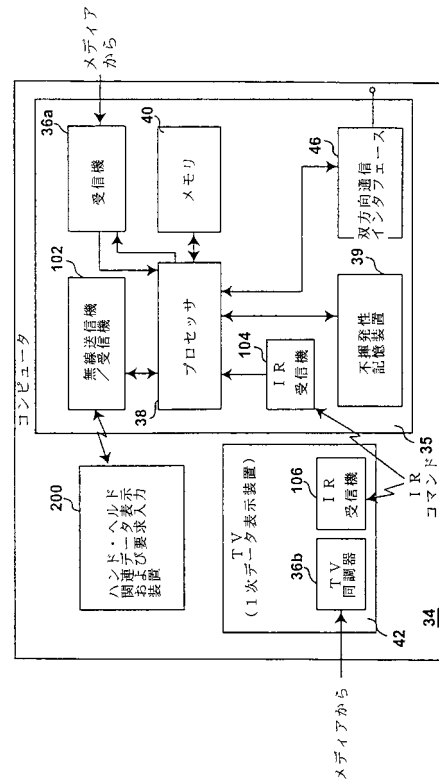 コンピュータ
200
ハンド・ヘルド
関連データ表示
および要求入力
装置
102
無線送信機
/受信機
36a
受信機
メディア
から
38
プロセッサ
40
メモリ
104
IR
受信機
39
不揮発性
記憶装置
46
双方向通信
インタフェース
35
TV
(1次データ表示装置)
36b
TV
同調器
106
IR
受信機
42
メディアから
IR
コマンド
34